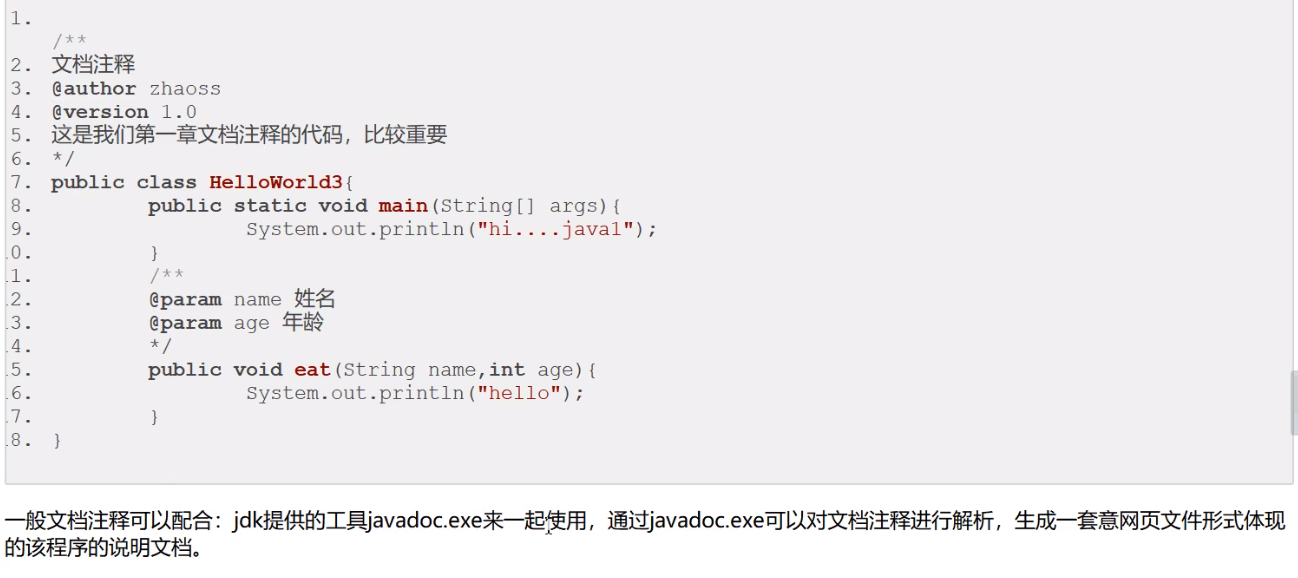 1.
/**
2. 文档注释
3. @author zhaoss
4. @version 1.0
5. 这是我们第一章文档注释的代码，比较重要
6. */
7. public class HelloWorld3{
8. public static void main(String[] args){
9. System.out.println("hi....java1");
0. }
1. /**
2. @param name 姓名
3. @param age 年龄
4. */
5. public void eat(String name,int age){
6. System.out.println("hello");
7. }
8. }
一般文档注释可以配合：jdk提供的工具javadoc.exe来一起使用，通过javadoc.exe可以对文档注释进行解析，生成一套意网页文件形式体现
的该程序的说明文档。